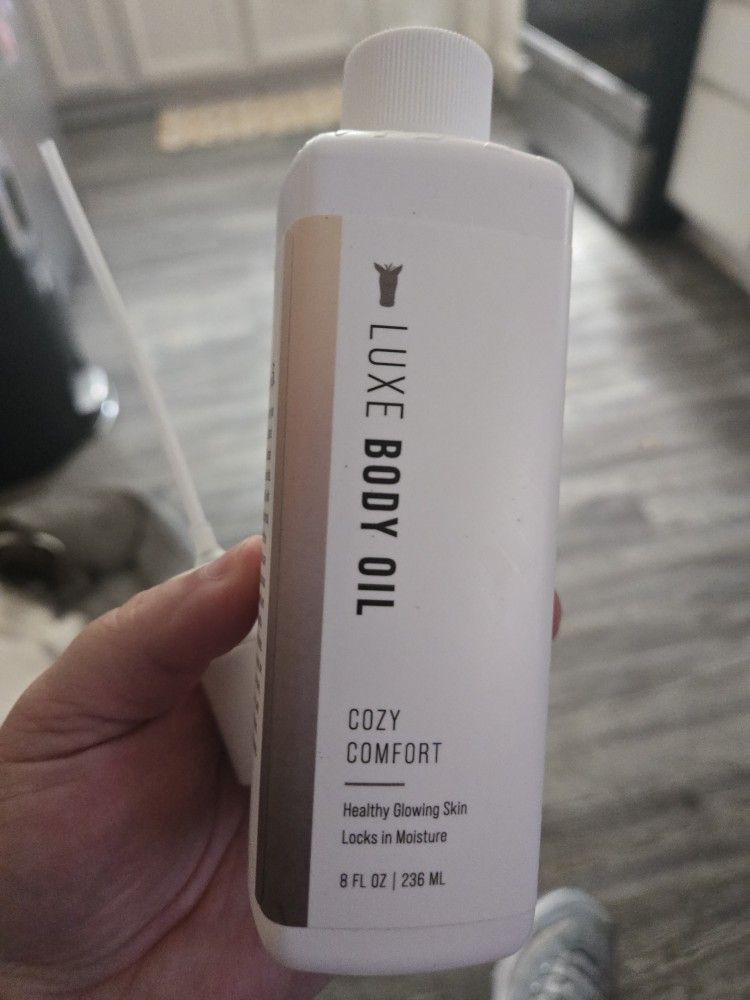 LUXE BODY OIL
COZY
COMFORT
Healthy Glowing Skin
Locks in Moisture
8 FL OZ | 236 ML